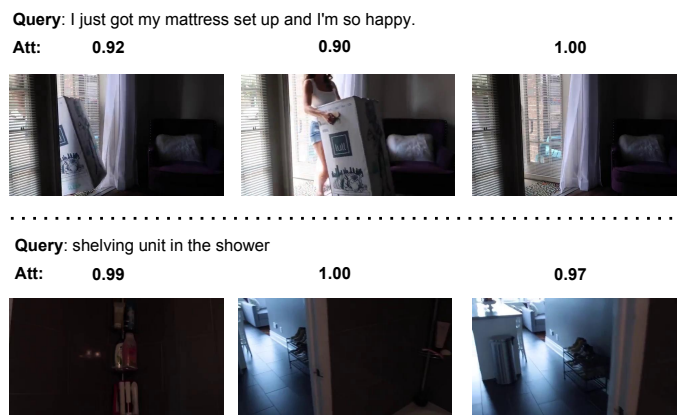 Query: I just got my mattress set up and I'm so happy.
Att: 0.92 0.90 1.00
Query: shelving unit in the shower
Att: 0.99 1.00 0.97